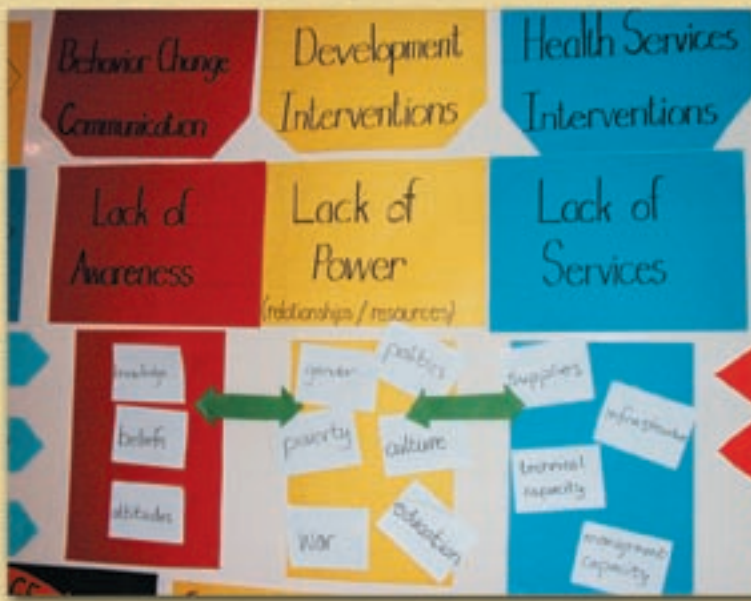 Behavior Change
Communication
Development
Interventions
Health Services
Interventions
Lack of
Awareness
Lack of
Power
(relationships / resources)
Lack of
Services
knowledge
beliefs
attitudes
gender
politics
poverty
culture
war
education
supplies
infrastructure
technical
capacity
management
capacity